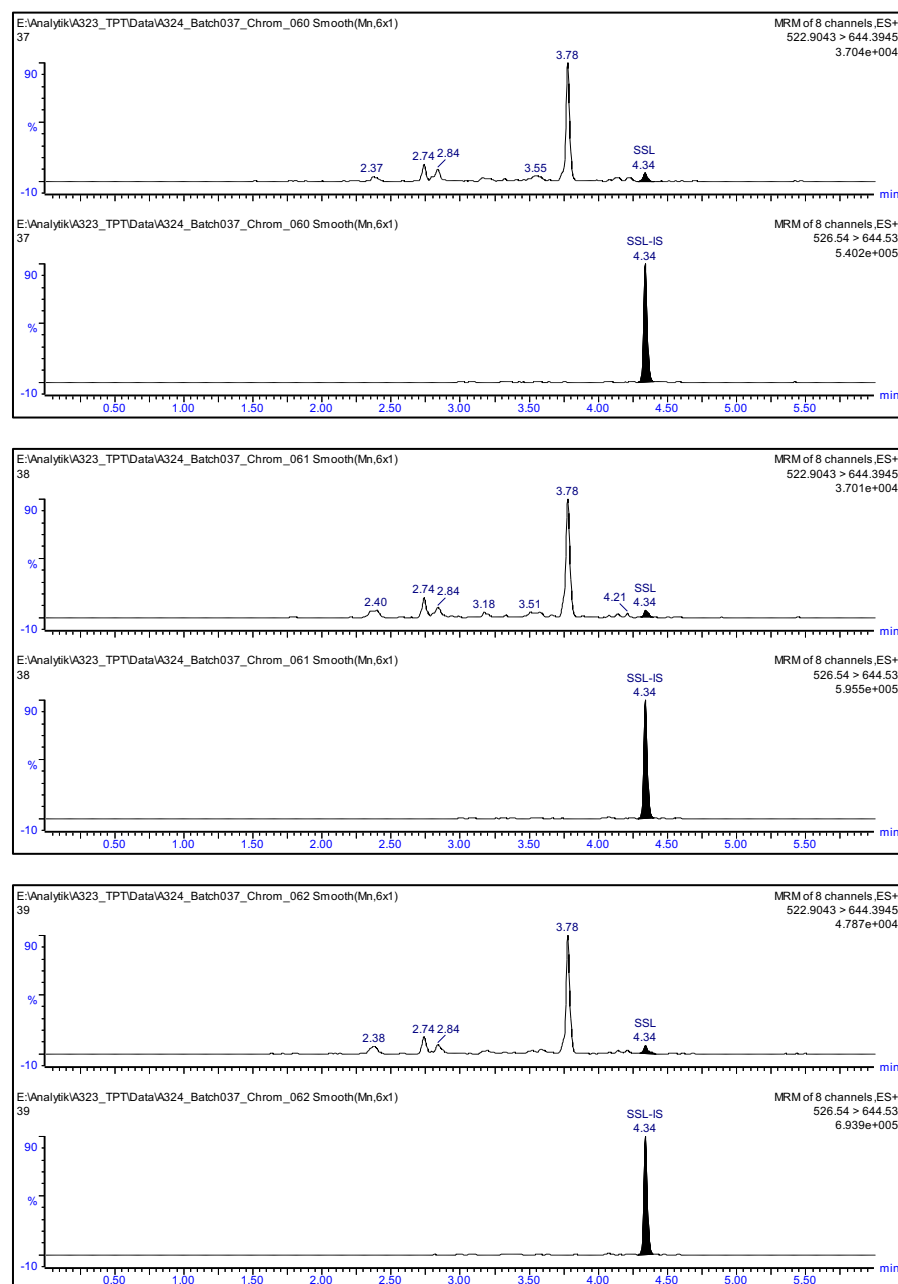 E:\Analytik\A323_TPT\Data\A324_Batch037_Chrom_060 Smooth(Mn,6x1)
MRM of 8 channels,ES+
37
522.9043 > 644.3945
3.704e+004
3.78
90
%
2.37
2.74
2.84
3.55
SSL
4.34
-10
min
E:\Analytik\A323_TPT\Data\A324_Batch037_Chrom_060 Smooth(Mn,6x1)
MRM of 8 channels,ES+
37
526.54 > 644.53
5.402e+005
SSL-IS
4.34
90
%
-10
min
0.50 1.00 1.50 2.00 2.50 3.00 3.50 4.00 4.50 5.00 5.50
E:\Analytik\A323_TPT\Data\A324_Batch037_Chrom_061 Smooth(Mn,6x1)
MRM of 8 channels,ES+
38
522.9043 > 644.3945
3.701e+004
3.78
90
%
2.40
2.74
2.84
3.18
3.51
4.21
SSL
4.34
-10
min
E:\Analytik\A323_TPT\Data\A324_Batch037_Chrom_061 Smooth(Mn,6x1)
MRM of 8 channels,ES+
38
526.54 > 644.53
5.955e+005
SSL-IS
4.34
90
%
-10
min
0.50 1.00 1.50 2.00 2.50 3.00 3.50 4.00 4.50 5.00 5.50
E:\Analytik\A323_TPT\Data\A324_Batch037_Chrom_062 Smooth(Mn,6x1)
MRM of 8 channels,ES+
39
522.9043 > 644.3945
4.787e+004
3.78
90
%
2.38
2.74
2.84
SSL
4.34
-10
min
E:\Analytik\A323_TPT\Data\A324_Batch037_Chrom_062 Smooth(Mn,6x1)
MRM of 8 channels,ES+
39
526.54 > 644.53
6.939e+005
SSL-IS
4.34
90
%
-10
min
0.50 1.00 1.50 2.00 2.50 3.00 3.50 4.00 4.50 5.00 5.50